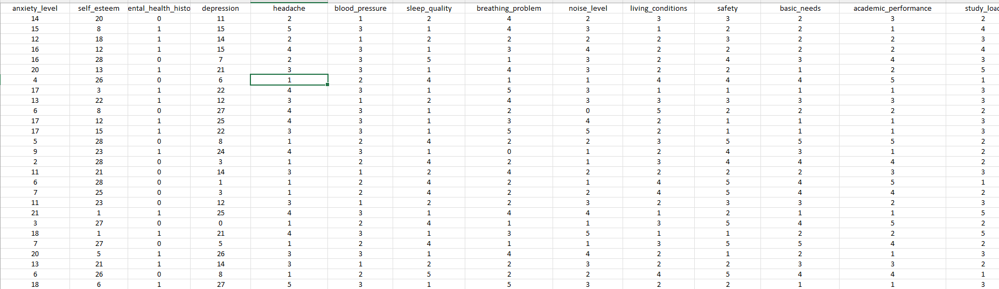 anxiety_level self_esteem ental_health_histo depression headache blood_pressure sleep_quality breathing_problem noise_level living_conditions safety basic_needs academic_performance study_loac
14 20 0 11 2 1 2 4 2 3 3 2 3 2
15 8 1 15 5 3 1 4 3 1 2 2 1 4
12 18 1 14 2 1 2 2 2 2 3 2 2 3
16 12 1 15 4 3 1 3 4 2 2 2 2 4
16 28 0 7 2 3 5 1 3 2 4 3 4 3
20 13 1 21 3 3 1 4 3 2 2 1 2 5
4 26 0 6 1 2 4 1 1 4 4 4 5 1
17 3 1 22 4 3 1 5 3 1 1 1 1 3
13 22 1 12 3 1 2 4 3 3 3 3 3 3
6 8 0 27 4 3 1 2 0 5 2 2 2 2
17 12 1 25 4 3 1 3 4 2 1 1 1 3
17 15 1 22 3 3 1 5 5 2 1 1 1 3
5 28 0 8 1 2 4 2 2 3 5 5 5 2
9 23 1 24 4 3 1 0 1 2 4 3 1 2
2 28 0 3 1 2 4 2 1 3 4 4 4 2
11 21 0 14 3 1 2 4 2 2 2 2 3 3
6 28 0 1 1 2 4 2 1 4 5 4 5 1
7 25 0 3 1 2 4 2 2 4 5 4 4 2
11 23 0 12 3 1 2 2 3 2 3 3 2 3
21 1 1 25 4 3 1 4 4 1 2 1 1 5
3 27 0 0 1 2 4 1 1 3 5 4 5 2
18 1 1 21 4 3 1 3 5 1 1 2 2 5
7 27 0 5 1 2 4 1 1 3 5 5 4 2
20 5 1 26 3 3 1 4 4 2 1 2 1 3
13 21 1 14 3 1 2 2 3 2 2 3 3 2
6 26 0 8 1 2 5 2 2 4 5 4 4 1
18 6 1 27 5 3 1 5 3 2 2 1 1 3